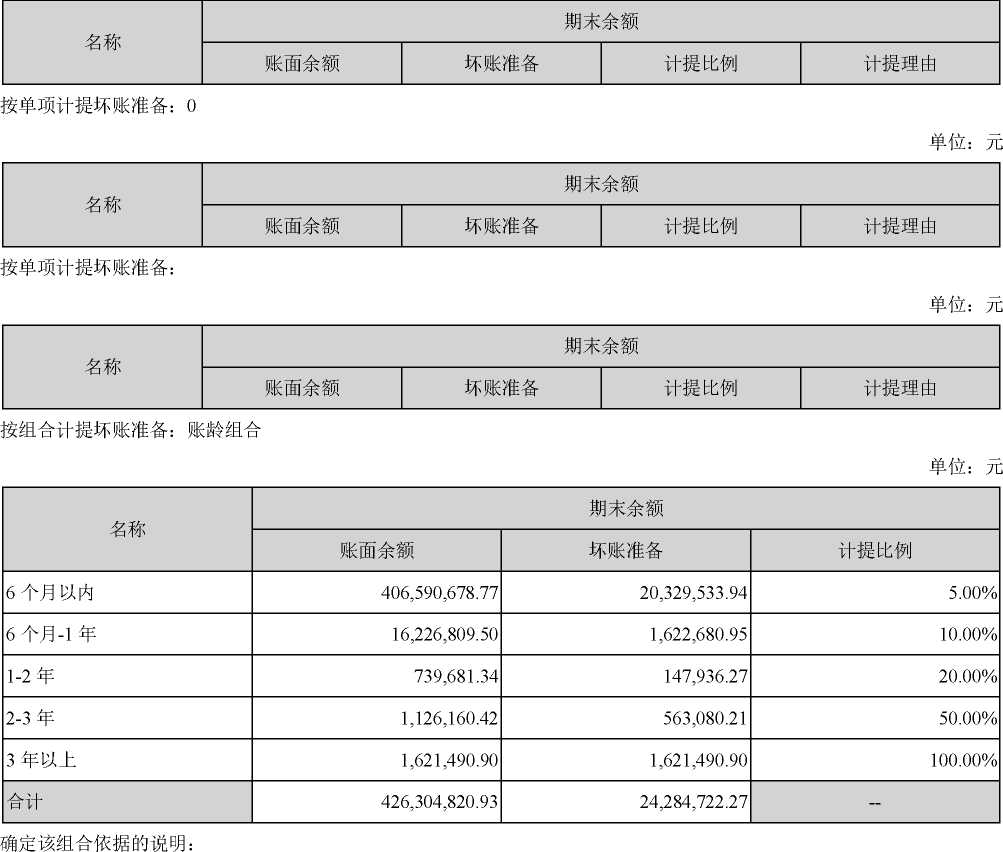 名称 期末余额
账面余额 坏账准备 计提比例 计提理由
按单项计提坏账准备：0
单位：元
名称 期末余额
账面余额 坏账准备 计提比例 计提理由
按单项计提坏账准备：
单位：元
名称 期末余额
账面余额 坏账准备 计提比例 计提理由
按组合计提坏账准备：账龄组合
单位：元
名称 期末余额
账面余额 坏账准备 计提比例
6 个月以内 406,590,678.77 20,329,533.94 5.00%
6 个月-1 年 16,226,809.50 1,622,680.95 10.00%
1-2 年 739,681.34 147,936.27 20.00%
2-3 年 1,126,160.42 563,080.21 50.00%
3 年以上 1,621,490.90 1,621,490.90 100.00%
合计 426,304,820.93 24,284,722.27 --
确定该组合依据的说明：